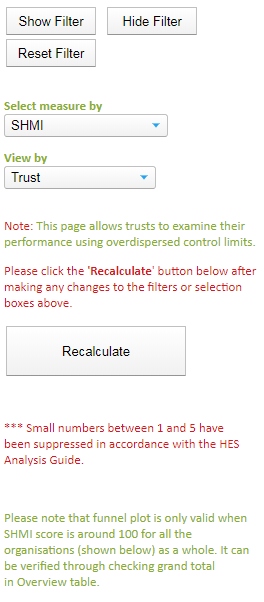 Show Filter
Hide Filter
Reset Filter
Select measure by
SHMI
View by
Trust
Note: This page allows trusts to examine their
performance using overdispersed control limits.
Please click the 'Recalculate' button below after
making any changes to the filters or selection
boxes above.
Recalculate
*** Small numbers between 1 and 5 have
been suppressed in accordance with the HES
Analysis Guide.
Please note that funnel plot is only valid when
SHMI score is around 100 for all the
organisations (shown below) as a whole. It can
be verified through checking grand total
in Overview table.